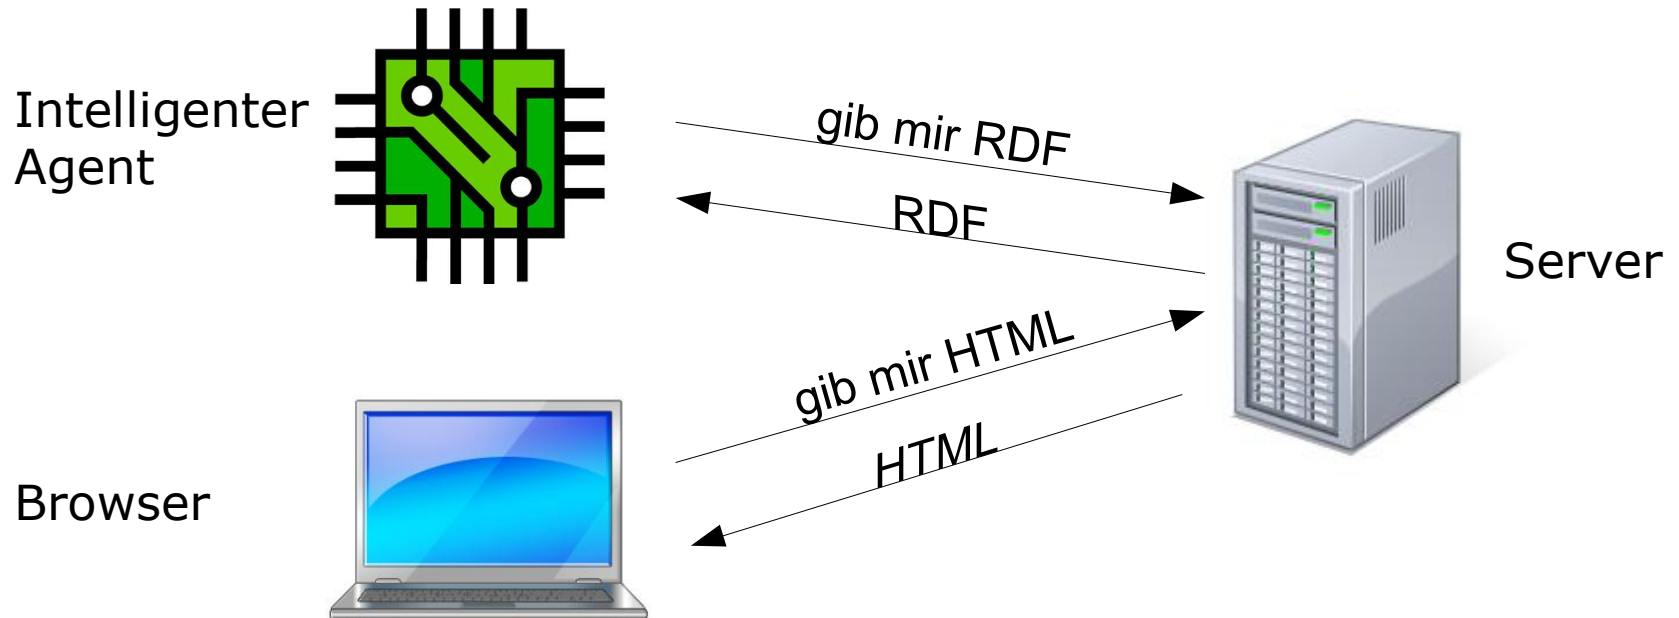 Intelligenter
Agent
gib mir RDF
RDF
Server
gib mir HTML
HTML
Browser